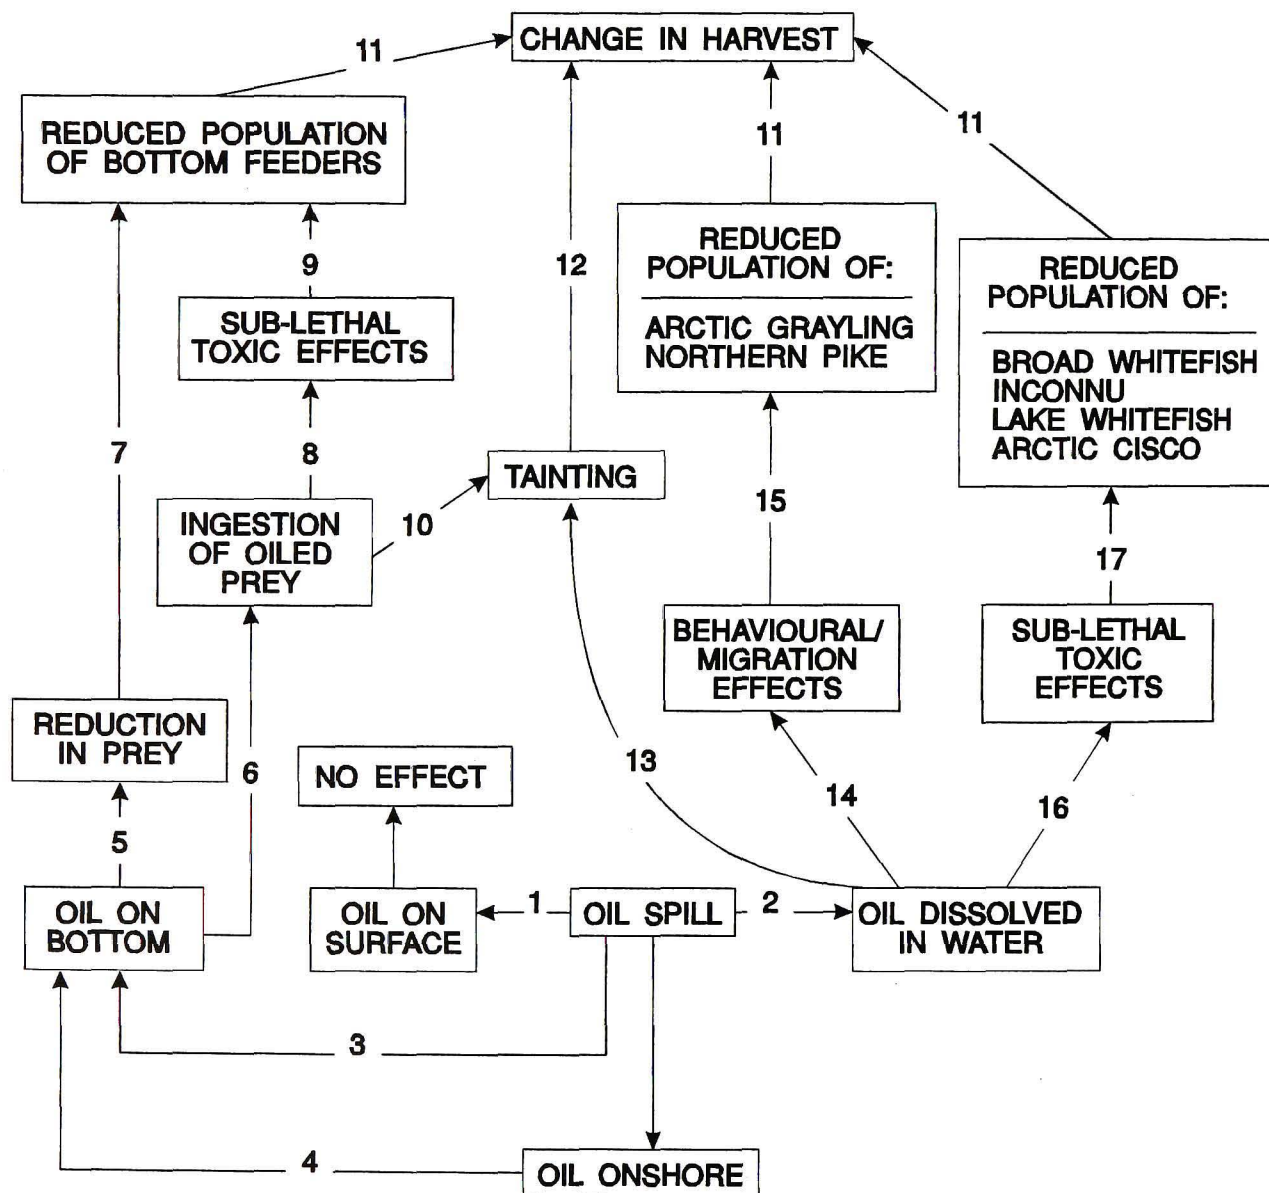 CHANGE IN HARVEST
11
REDUCED POPULATION
OF BOTTOM FEEDERS
11
11
12
9
REDUCED
POPULATION OF:
ARCTIC GRAYLING
NORTHERN PIKE
REDUCED
POPULATION OF:
BROAD WHITEFISH
INCONNU
LAKE WHITEFISH
ARCTIC CISCO
SUB-LETHAL
TOXIC EFFECTS
7
8
TAINTING
15
INGESTION
OF OILED
PREY
10
17
BEHAVIOURAL/
MIGRATION
EFFECTS
SUB-LETHAL
TOXIC
EFFECTS
REDUCTION
IN PREY
6
NO EFFECT
13
14
16
5
OIL ON
BOTTOM
OIL ON
SURFACE
1
OIL SPILL
2
OIL DISSOLVED
IN WATER
3
4
OIL ONSHORE